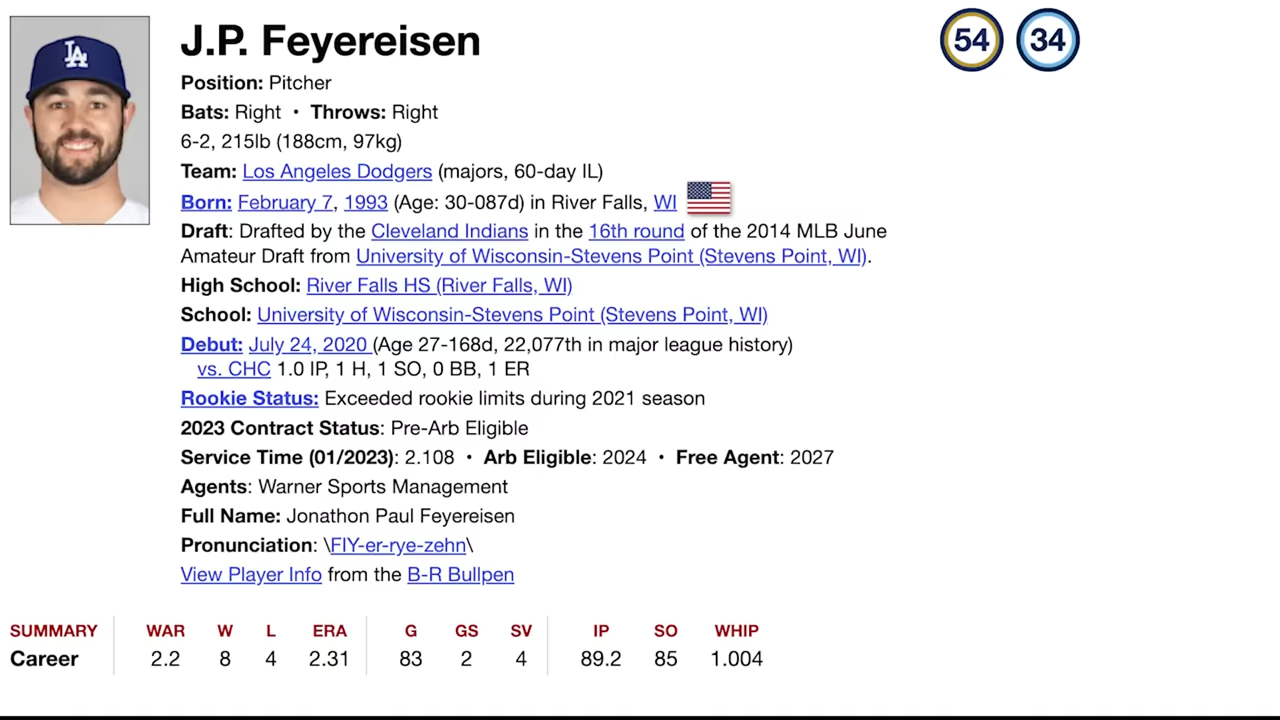 J.P. Feyereisen
54 34
Position: Pitcher
Bats: Right • Throws: Right
6-2, 215lb (188cm, 97kg)
Team: Los Angeles Dodgers (majors, 60-day IL)
Born: February 7, 1993 (Age: 30-087d) in River Falls, WI
Draft: Drafted by the Cleveland Indians in the 16th round of the 2014 MLB June
Amateur Draft from University of Wisconsin-Stevens Point (Stevens Point, WI).
High School: River Falls HS (River Falls, WI)
School: University of Wisconsin-Stevens Point (Stevens Point, WI)
Debut: July 24, 2020 (Age 27-168d, 22,077th in major league history)
vs. CHC 1.0 IP, 1 H, 1 SO, 0 BB, 1 ER
Rookie Status: Exceeded rookie limits during 2021 season
2023 Contract Status: Pre-Arb Eligible
Service Time (01/2023): 2.108 • Arb Eligible: 2024 • Free Agent: 2027
Agents: Warner Sports Management
Full Name: Jonathon Paul Feyereisen
Pronunciation: \FIY-er-rye-zehn\
View Player Info from the B-R Bullpen
SUMMARY WAR W L ERA G GS SV IP SO WHIP
Career 2.2 8 4 2.31 83 2 4 89.2 85 1.004
LA